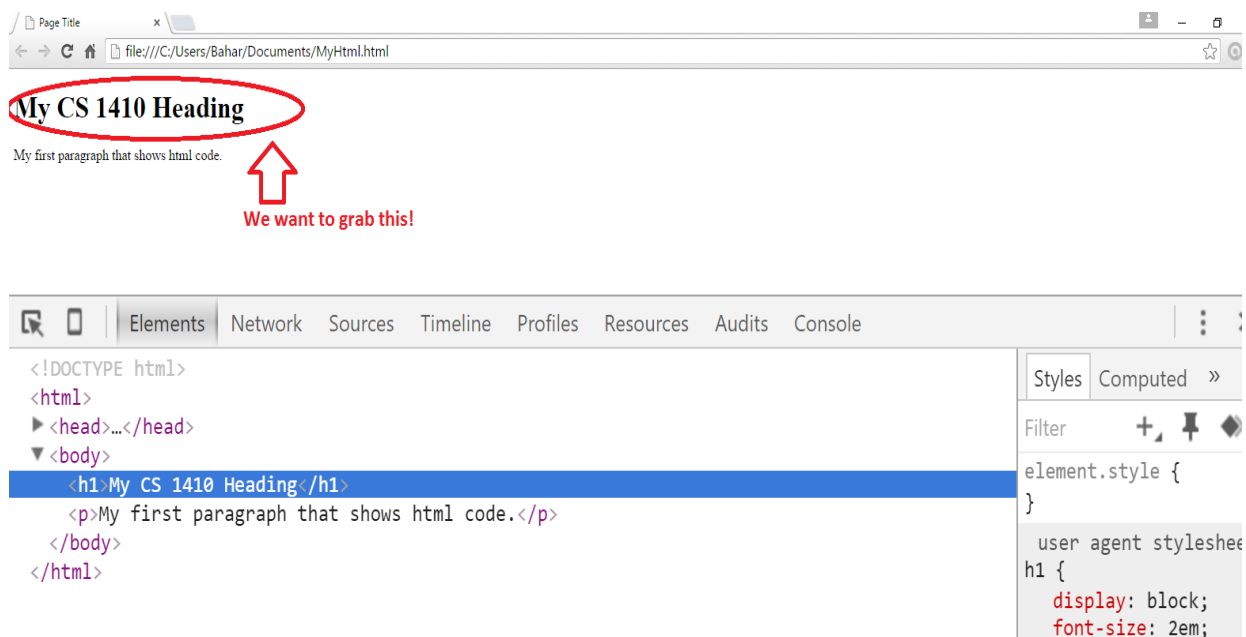 Page Title
file:///C:/Users/Bahar/Documents/MyHtml.html
My CS 1410 Heading
My first paragraph that shows html code.
We want to grab this!
Elements Network Sources Timeline Profiles Resources Audits Console
<!DOCTYPE html>
<html>
<head>…</head>
<body>
<h1>My CS 1410 Heading</h1>
<p>My first paragraph that shows html code.</p>
</body>
</html>
Styles Computed »
Filter
element.style {
}
user agent styleshee
h1 {
display: block;
font-size: 2em;